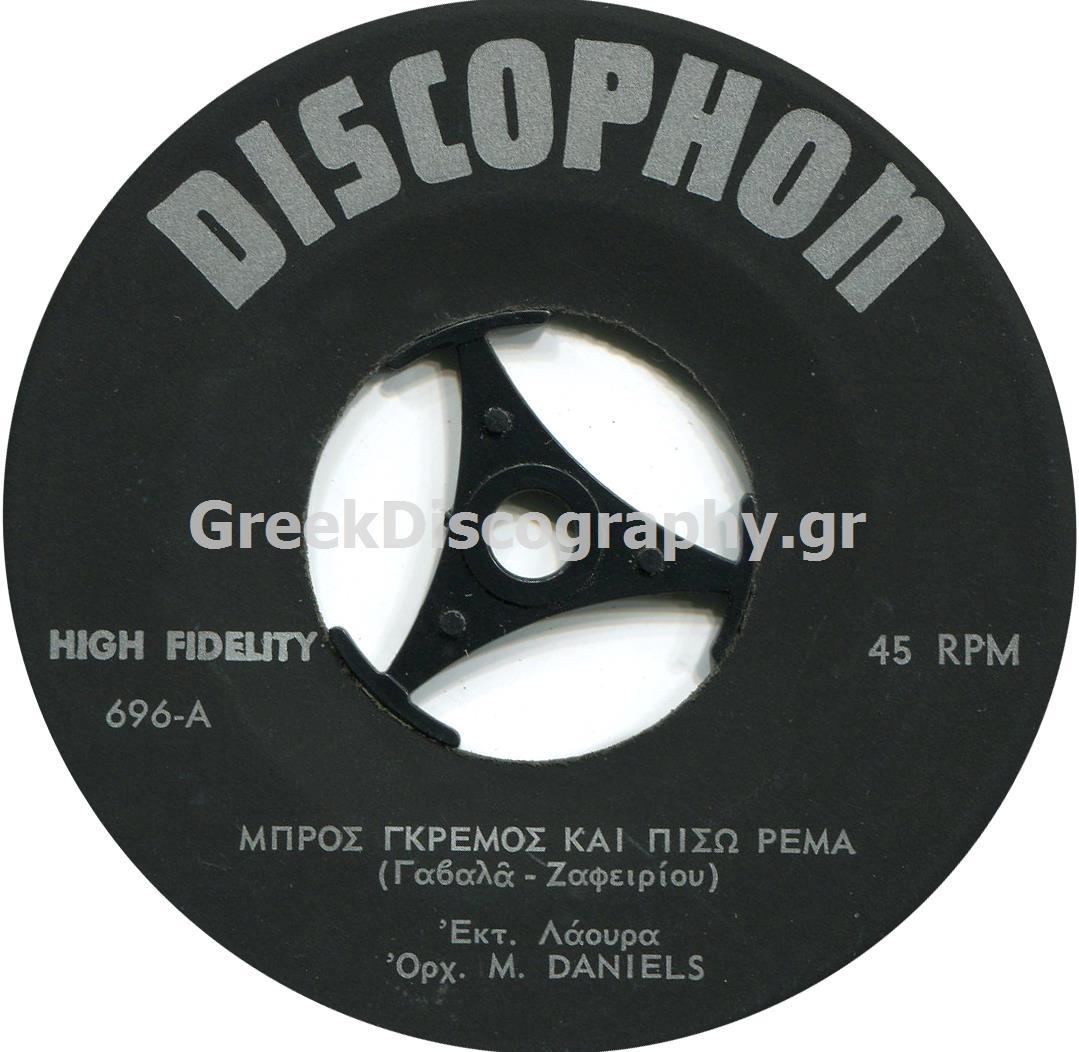 DISCOPHON
GreekDiscography.gr
HIGH FIDELITY 45 RPM
696-A
ΜΠΡΟΣ ΓΚΡΕΜΟΣ ΚΑΙ ΠΙΣΩ ΡΕΜΑ
(Γαβαλᾶ - Ζαφειρίου)
Ἐκτ. Λάουρα
Ὀρχ. M. DANIELS